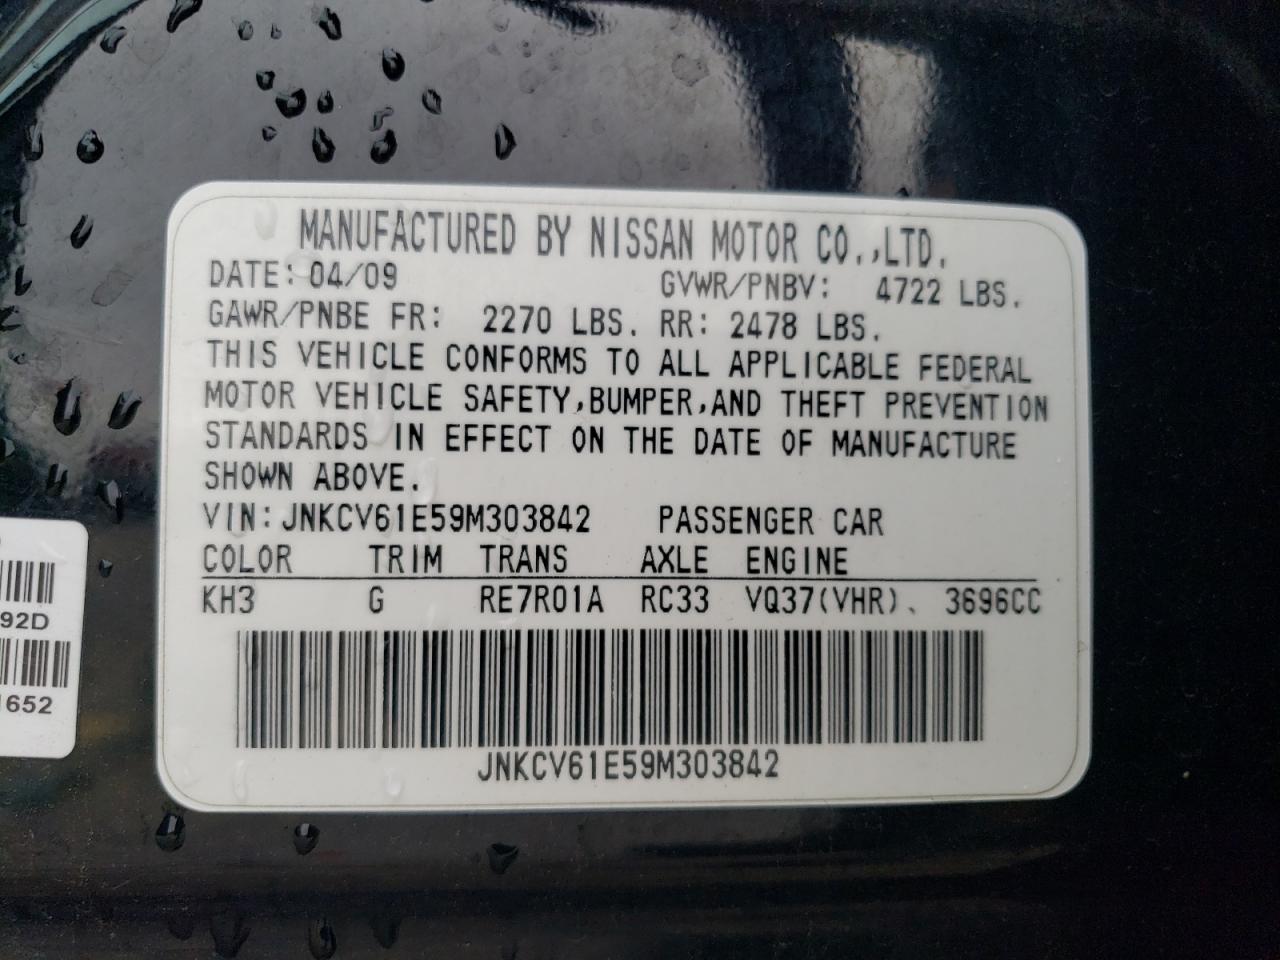 MANUFACTURED BY NISSAN MOTOR CO.,LTD.
DATE: 04/09 GVWR/PNBV: 4722 LBS.
GAWR/PNBE FR: 2270 LBS. RR: 2478 LBS.
THIS VEHICLE CONFORMS TO ALL APPLICABLE FEDERAL
MOTOR VEHICLE SAFETY,BUMPER,AND THEFT PREVENTION
STANDARDS IN EFFECT ON THE DATE OF MANUFACTURE
SHOWN ABOVE.
VIN: JNKCV61E59M303842 PASSENGER CAR
COLOR TRIM TRANS AXLE ENGINE
KH3 G RE7R01A RC33 VQ37(VHR). 3696CC
JNKCV61E59M303842
92D
1652